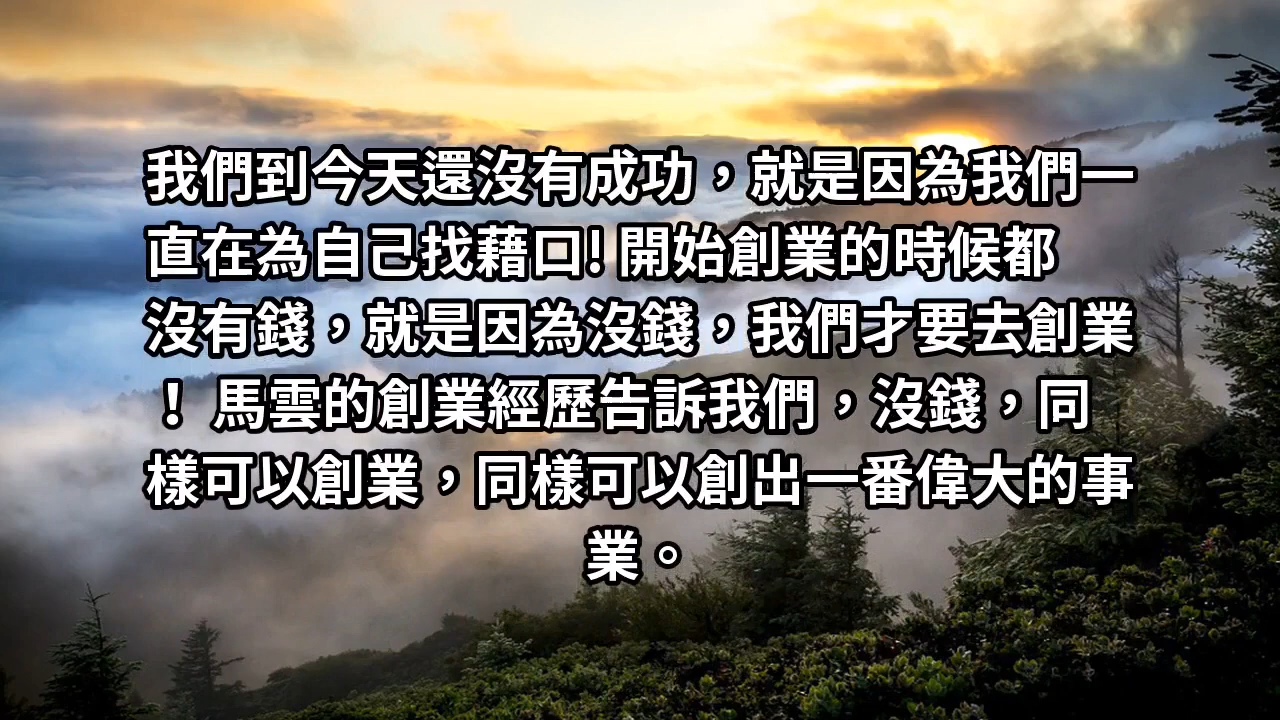 我們到今天還沒有成功，就是因為我們一
直在為自己找藉口! 開始創業的時候都
沒有錢，就是因為沒錢，我們才要去創業
！ 馬雲的創業經歷告訴我們，沒錢，同
樣可以創業，同樣可以創出一番偉大的事
業。